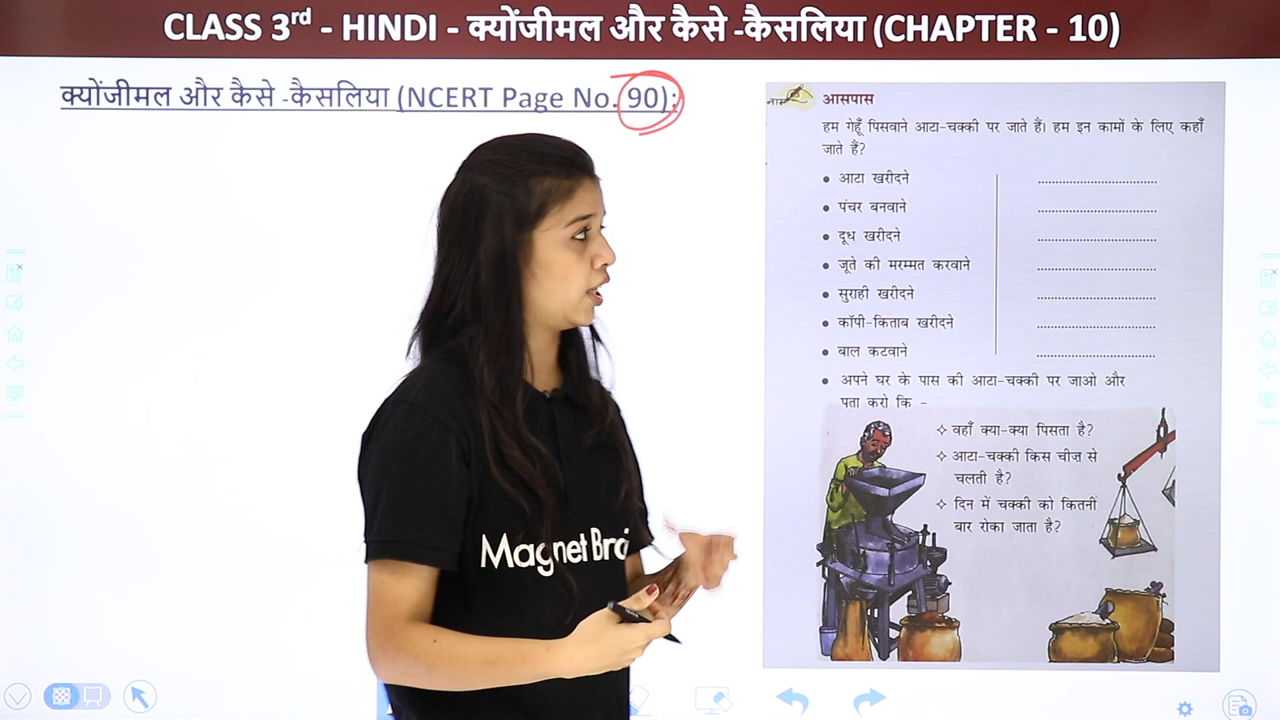 CLASS 3rd - HINDI - क्योंजीमल और कैसे -कैसलिया (CHAPTER - 10)
क्योंजीमल और कैसे -कैसलिया (NCERT Page No. 90):
आसपास
हम गेहूँ पिसवाने आटा-चक्की पर जाते हैं। हम इन कामों के लिए कहाँ
जाते हैं?
• आटा खरीदने ..............................
• पंचर बनवाने ..............................
• दूध खरीदने ..............................
• जूते की मरम्मत करवाने ..............................
• सुराही खरीदने ..............................
• कॉपी-किताब खरीदने ..............................
• बाल कटवाने ..............................
• अपने घर के पास की आटा-चक्की पर जाओ और
पता करो कि -
✧ वहाँ क्या-क्या पिसता है?
✧ आटा-चक्की किस चीज़ से
चलती है?
✧ दिन में चक्की को कितनी
बार रोका जाता है?
Magnet Bra